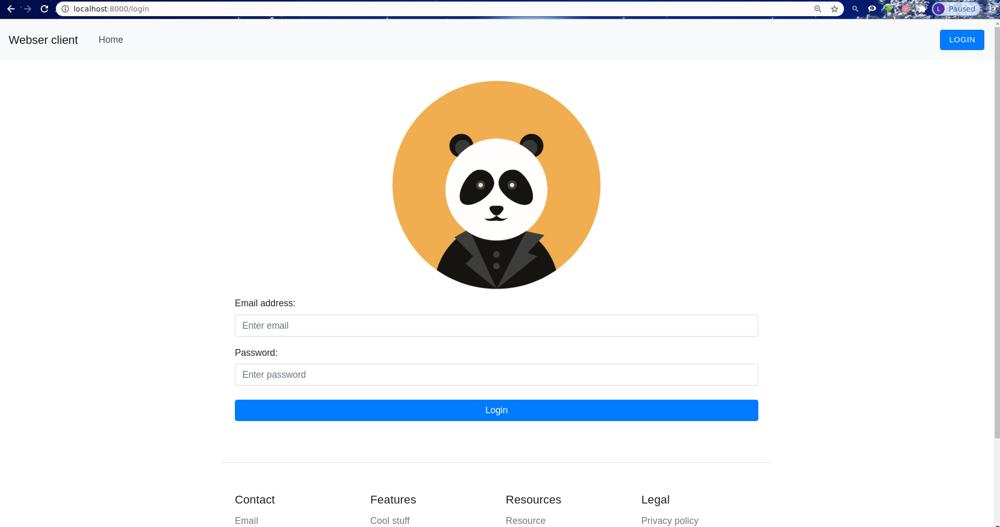 localhost:8000/login
L Paused
Webser client Home LOGIN
Email address:
Enter email
Password:
Enter password
Login
Contact Features Resources Legal
Email Cool stuff Resource Privacy policy